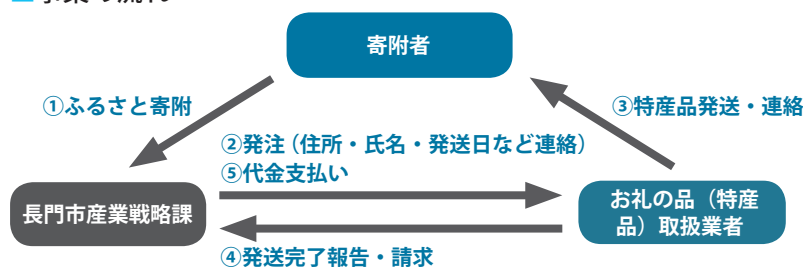 寄附者
①ふるさと寄附
③特産品発送・連絡
②発注（住所・氏名・発送日など連絡）
⑤代金支払い
長門市産業戦略課
お礼の品（特産
品）取扱業者
④発送完了報告・請求